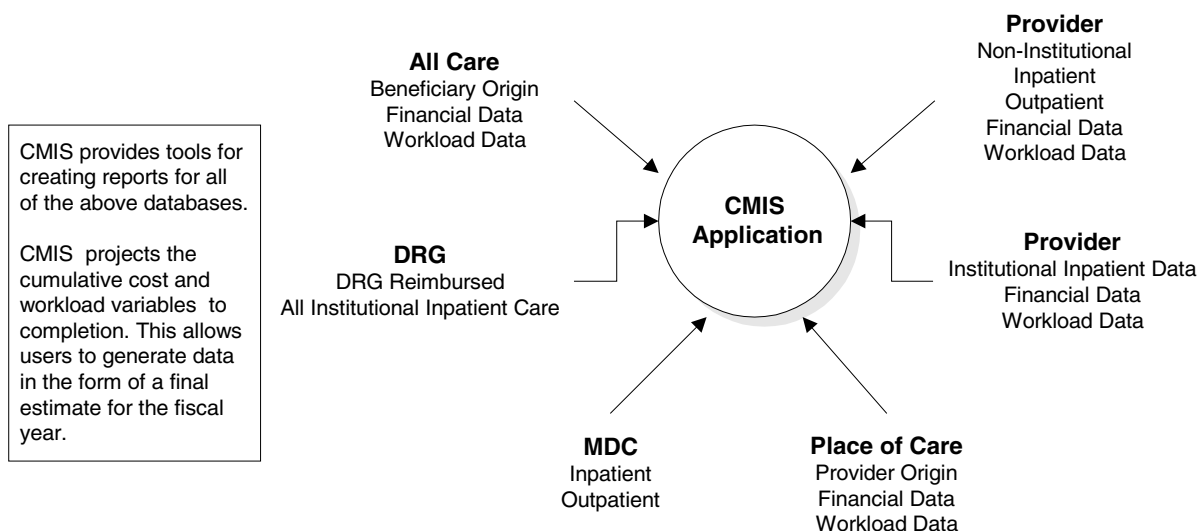 CMIS provides tools for
creating reports for all
of the above databases.
CMIS projects the
cumulative cost and
workload variables to
completion. This allows
users to generate data
in the form of a final
estimate for the fiscal
year.
All Care
Beneficiary Origin
Financial Data
Workload Data
Provider
Non-Institutional
Inpatient
Outpatient
Financial Data
Workload Data
CMIS
Application
DRG
DRG Reimbursed
All Institutional Inpatient Care
Provider
Institutional Inpatient Data
Financial Data
Workload Data
MDC
Inpatient
Outpatient
Place of Care
Provider Origin
Financial Data
Workload Data